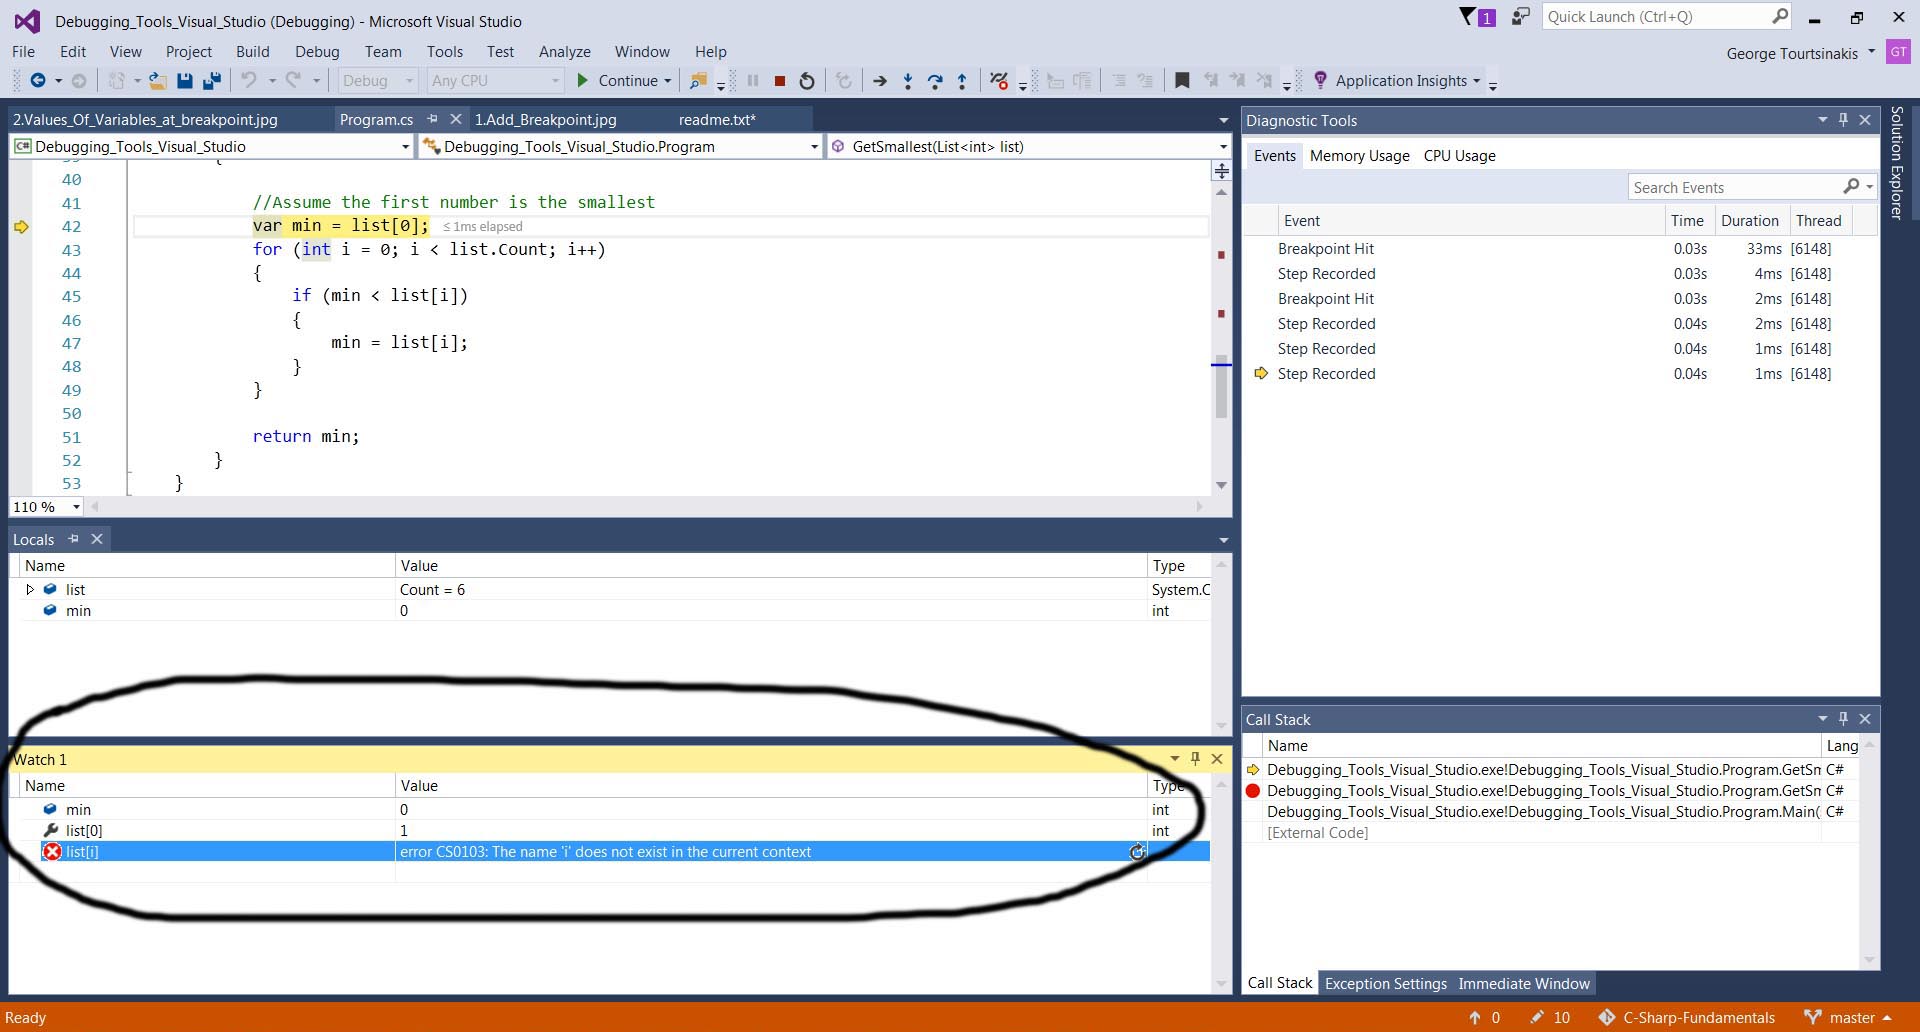 Debugging_Tools_Visual_Studio (Debugging) - Microsoft Visual Studio
1
Quick Launch (Ctrl+Q)
File Edit View Project Build Debug Team Tools Test Analyze Window Help
George Tourtsinakis
GT
Debug Any CPU Continue Application Insights
2.Values_Of_Variables_at_breakpoint.jpg Program.cs 1.Add_Breakpoint.jpg readme.txt*
C# Debugging_Tools_Visual_Studio Debugging_Tools_Visual_Studio.Program GetSmallest(List<int> list)
39 {
40
41 //Assume the first number is the smallest
42 var min = list[0]; ≤ 1ms elapsed
43 for (int i = 0; i < list.Count; i++)
44 {
45 if (min < list[i])
46 {
47 min = list[i];
48 }
49 }
50
51 return min;
52 }
53 }
110 %
Locals
Name Value Type
list Count = 6 System.C
min 0 int
Watch 1
Name Value Type
min 0 int
list[0] 1 int
list[i] error CS0103: The name 'i' does not exist in the current context
Diagnostic Tools
Events Memory Usage CPU Usage
Search Events
Event Time Duration Thread
Breakpoint Hit 0.03s 33ms [6148]
Step Recorded 0.03s 4ms [6148]
Breakpoint Hit 0.03s 2ms [6148]
Step Recorded 0.04s 2ms [6148]
Step Recorded 0.04s 1ms [6148]
Step Recorded 0.04s 1ms [6148]
Call Stack
Name Lang
Debugging_Tools_Visual_Studio.exe!Debugging_Tools_Visual_Studio.Program.GetSm C#
Debugging_Tools_Visual_Studio.exe!Debugging_Tools_Visual_Studio.Program.GetSm C#
Debugging_Tools_Visual_Studio.exe!Debugging_Tools_Visual_Studio.Program.Main( C#
[External Code]
Call Stack Exception Settings Immediate Window
Solution Explorer
Ready
0 10 C-Sharp-Fundamentals master